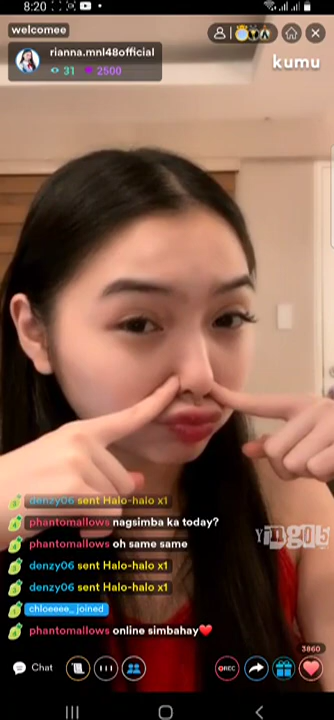 8:20
welcomee
rianna.mnl48official
31 2500
kumu
denzy06 sent Halo-halo x1
phantomallows nagsimba ka today?
phantomallows oh same same
denzy06 sent Halo-halo x1
denzy06 sent Halo-halo x1
chloeeee_ joined
phantomallows online simbahay❤️
3860
Chat
REC